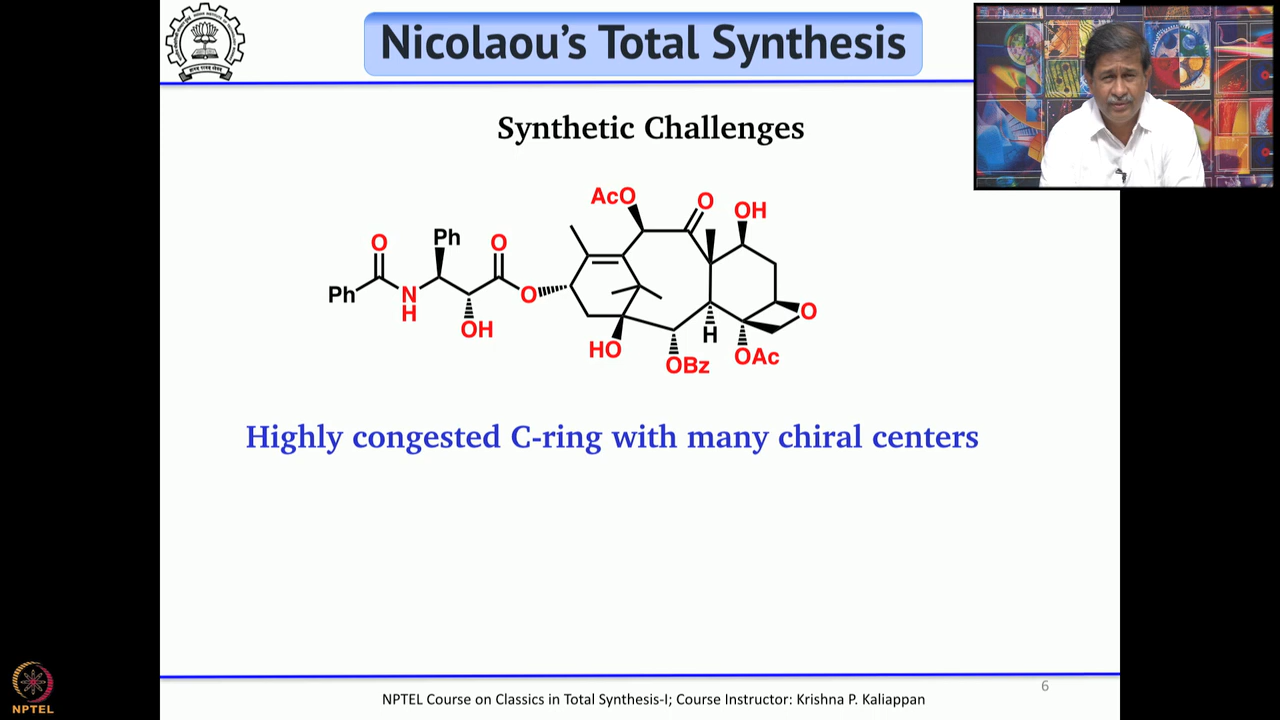 Nicolaou's Total Synthesis
Synthetic Challenges
AcO
O
OH
O
Ph
O
Ph
N
H
OH
O
O
HO
H
OBz
OAc
Highly congested C-ring with many chiral centers
6
NPTEL Course on Classics in Total Synthesis-I; Course Instructor: Krishna P. Kaliappan
NPTEL